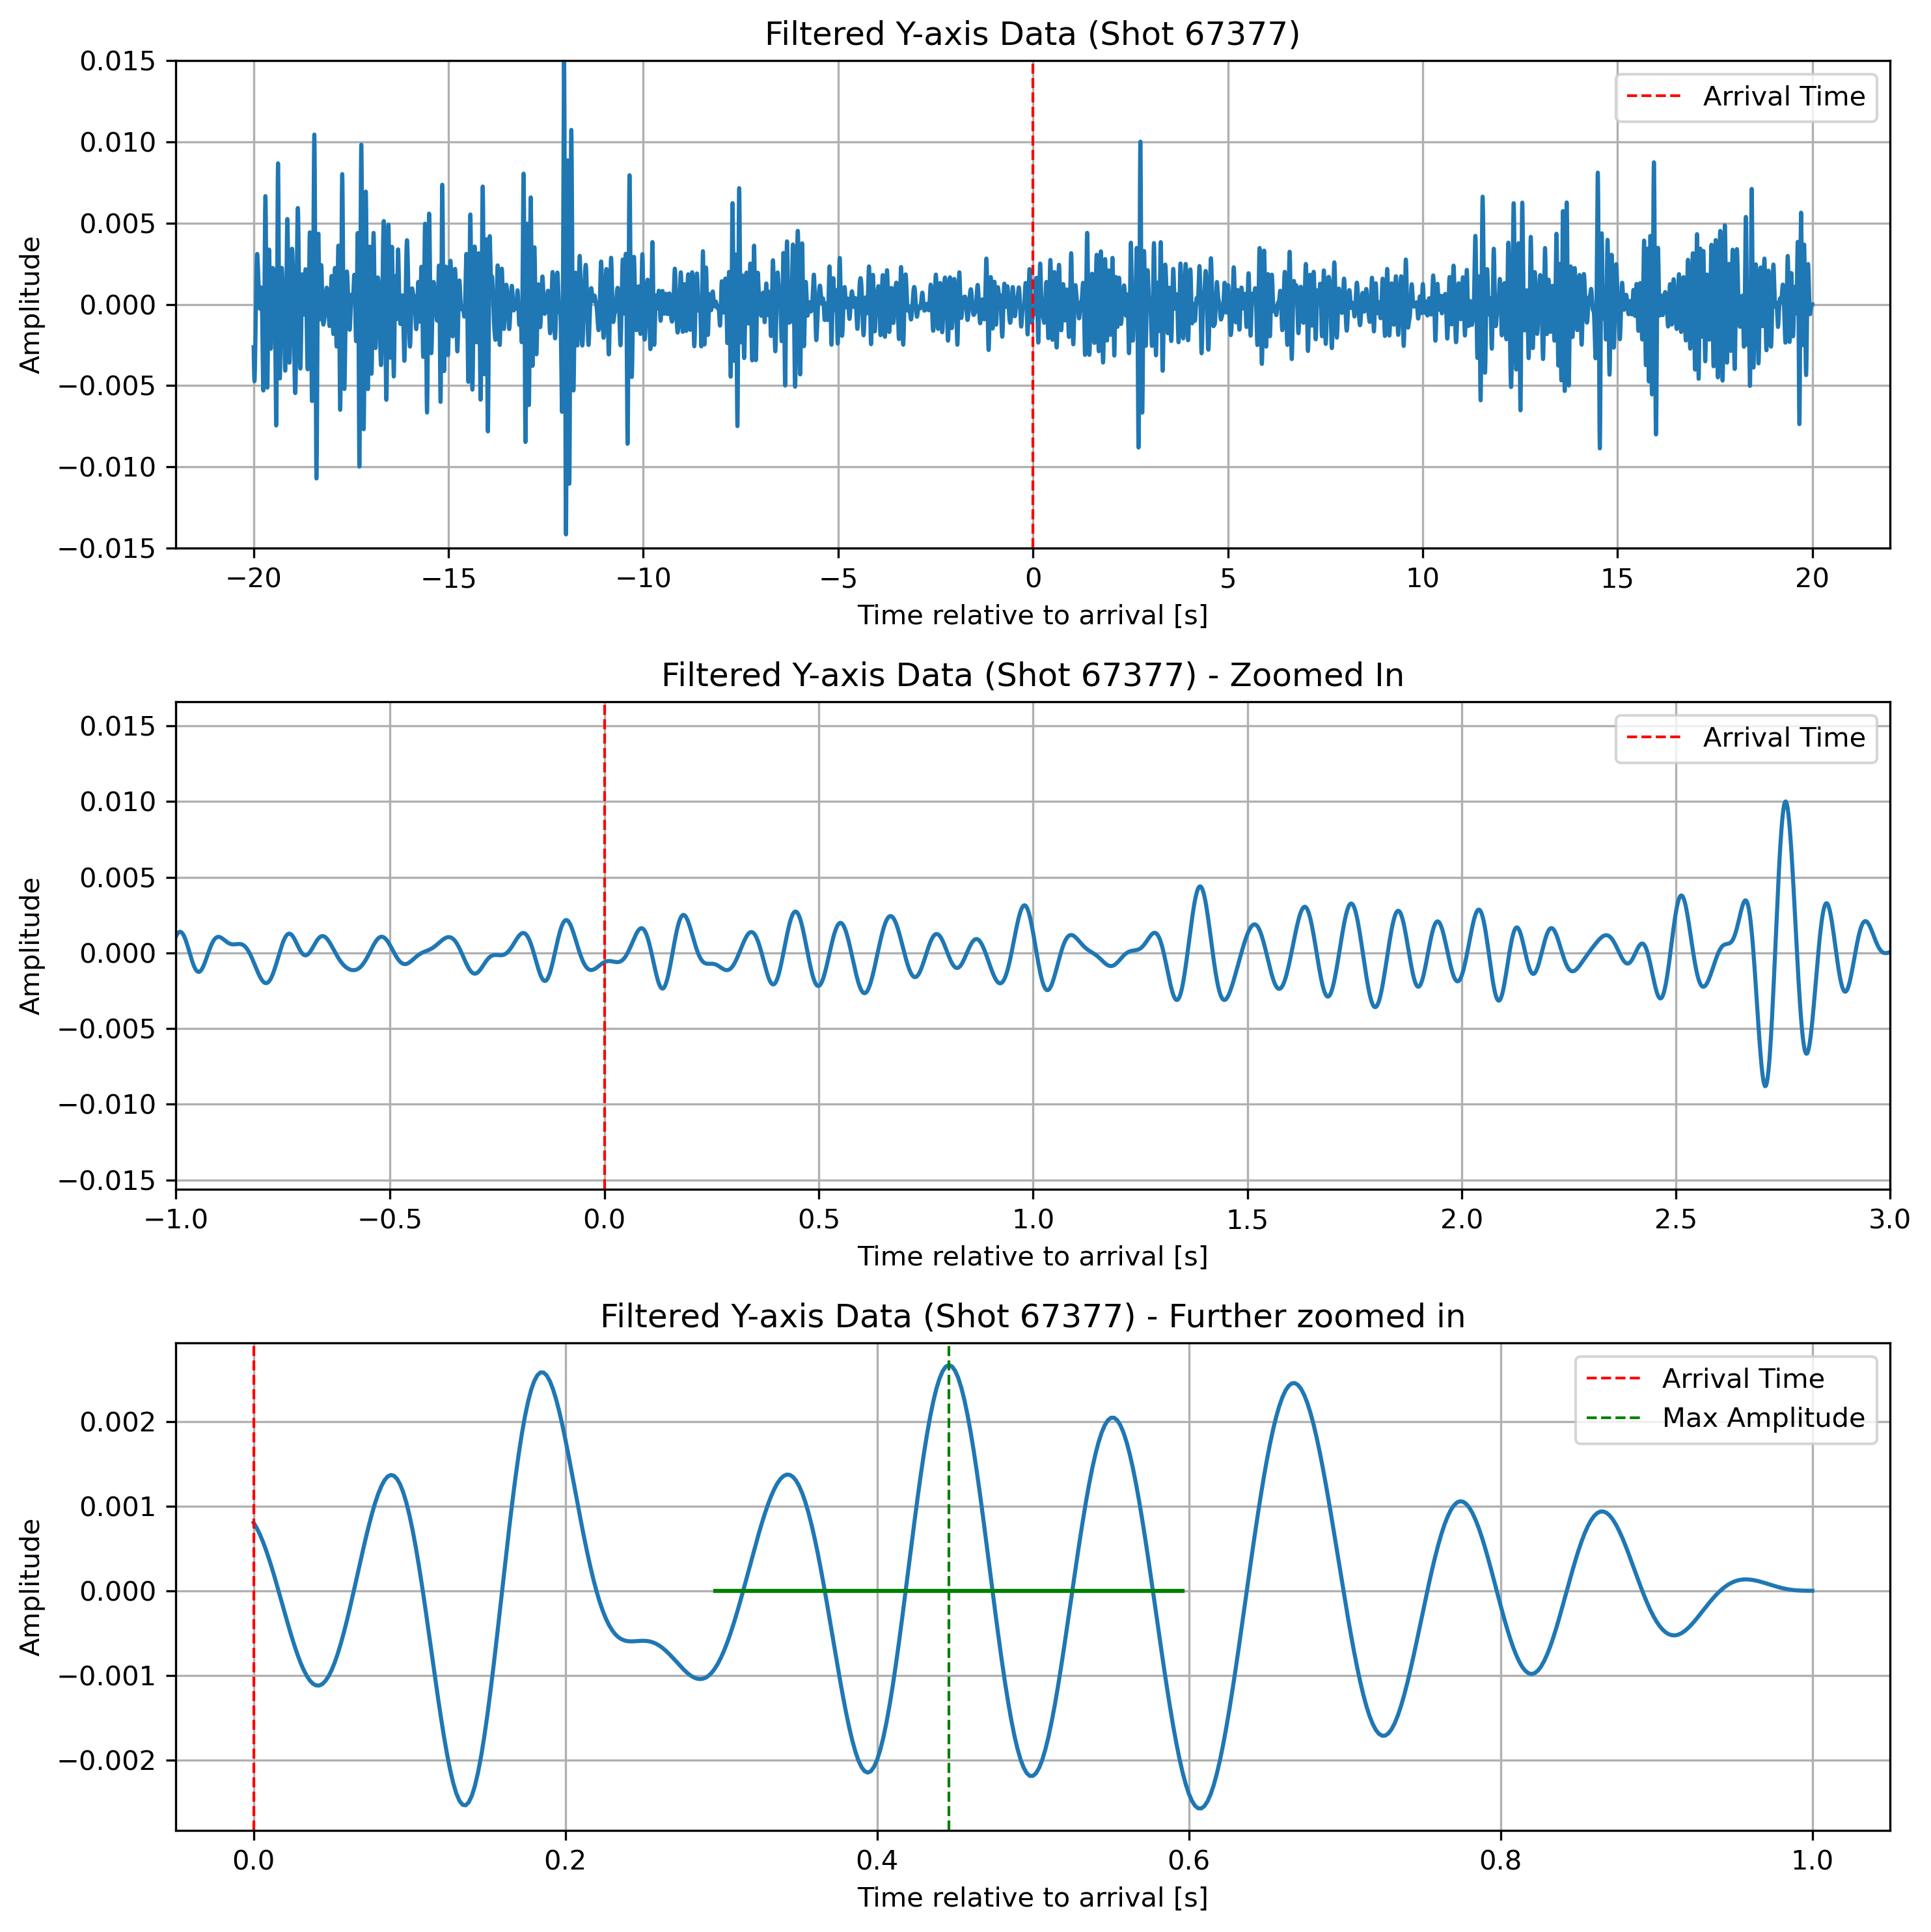 Filtered Y-axis Data (Shot 67377)
0.015
0.010
0.005
0.000
−0.005
−0.010
−0.015
Amplitude
Arrival Time
−20 −15 −10 −5 0 5 10 15 20
Time relative to arrival [s]
Filtered Y-axis Data (Shot 67377) - Zoomed In
0.015
0.010
0.005
0.000
−0.005
−0.010
−0.015
Amplitude
Arrival Time
−1.0 −0.5 0.0 0.5 1.0 1.5 2.0 2.5 3.0
Time relative to arrival [s]
Filtered Y-axis Data (Shot 67377) - Further zoomed in
0.002
0.001
0.000
−0.001
−0.002
Amplitude
Arrival Time
Max Amplitude
0.0 0.2 0.4 0.6 0.8 1.0
Time relative to arrival [s]